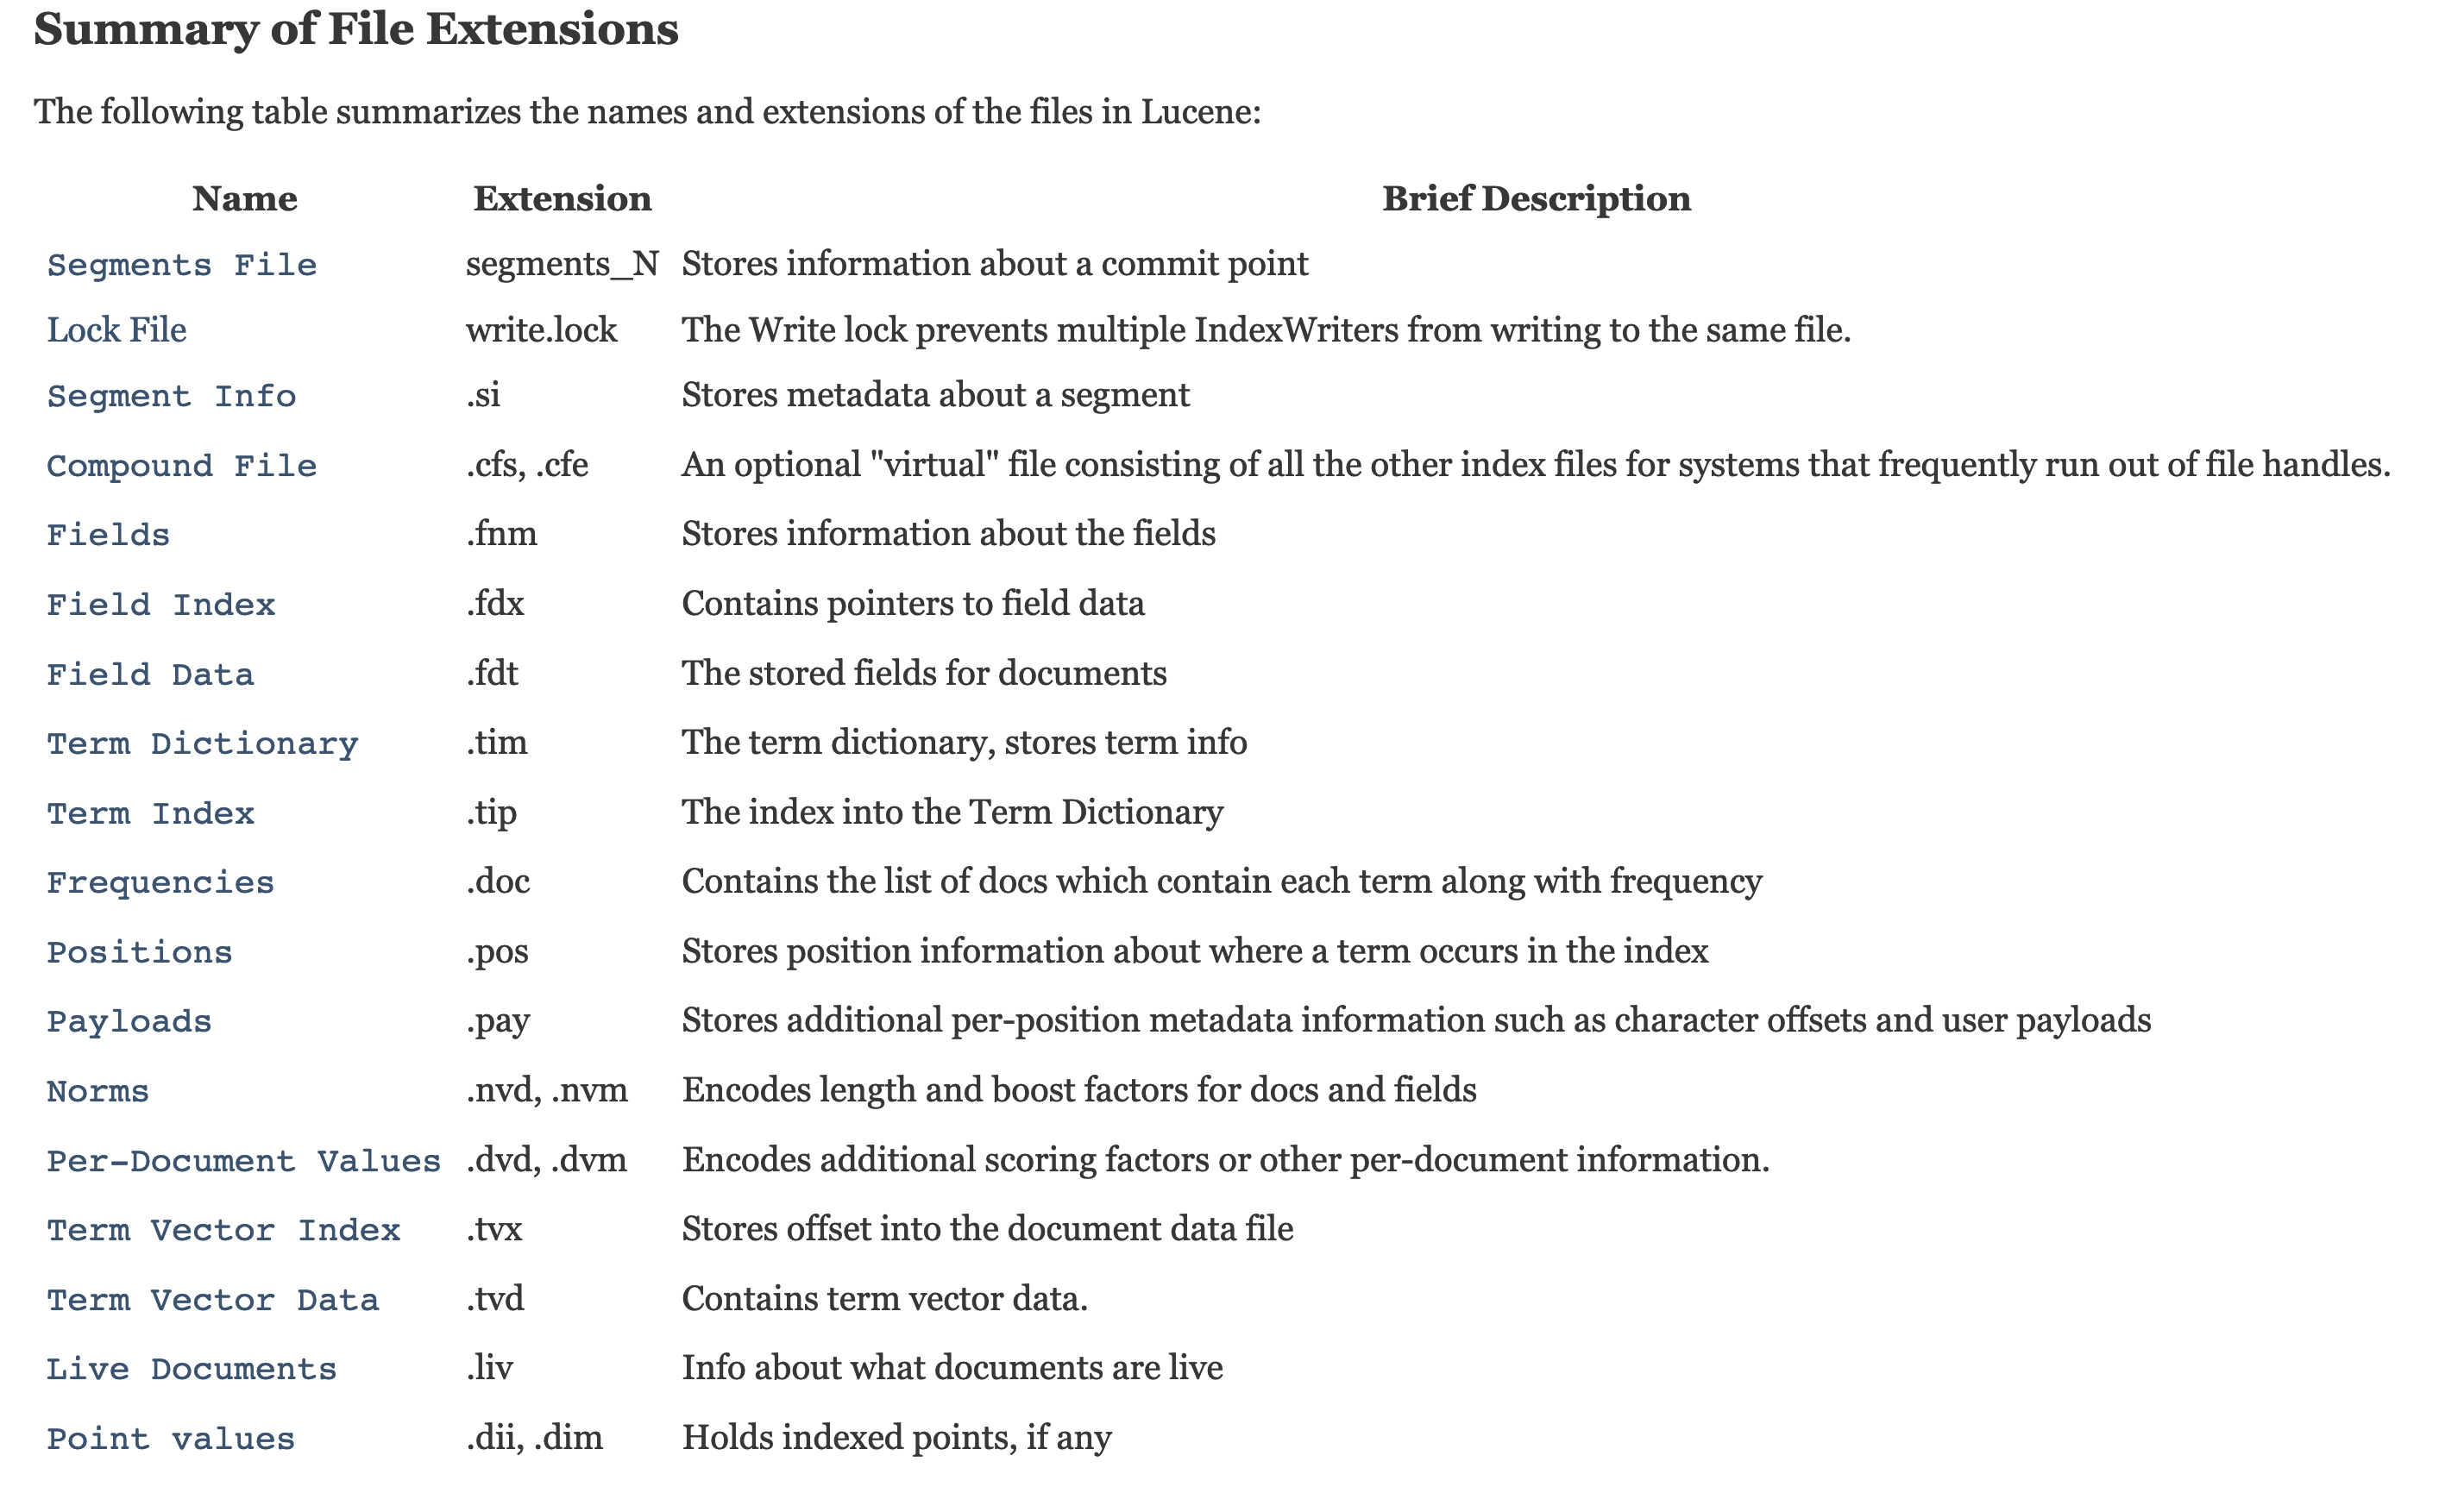 Summary of File Extensions
The following table summarizes the names and extensions of the files in Lucene:
Name Extension Brief Description
Segments File segments_N Stores information about a commit point
Lock File write.lock The Write lock prevents multiple IndexWriters from writing to the same file.
Segment Info .si Stores metadata about a segment
Compound File .cfs, .cfe An optional "virtual" file consisting of all the other index files for systems that frequently run out of file handles.
Fields .fnm Stores information about the fields
Field Index .fdx Contains pointers to field data
Field Data .fdt The stored fields for documents
Term Dictionary .tim The term dictionary, stores term info
Term Index .tip The index into the Term Dictionary
Frequencies .doc Contains the list of docs which contain each term along with frequency
Positions .pos Stores position information about where a term occurs in the index
Payloads .pay Stores additional per-position metadata information such as character offsets and user payloads
Norms .nvd, .nvm Encodes length and boost factors for docs and fields
Per-Document Values .dvd, .dvm Encodes additional scoring factors or other per-document information.
Term Vector Index .tvx Stores offset into the document data file
Term Vector Data .tvd Contains term vector data.
Live Documents .liv Info about what documents are live
Point values .dii, .dim Holds indexed points, if any